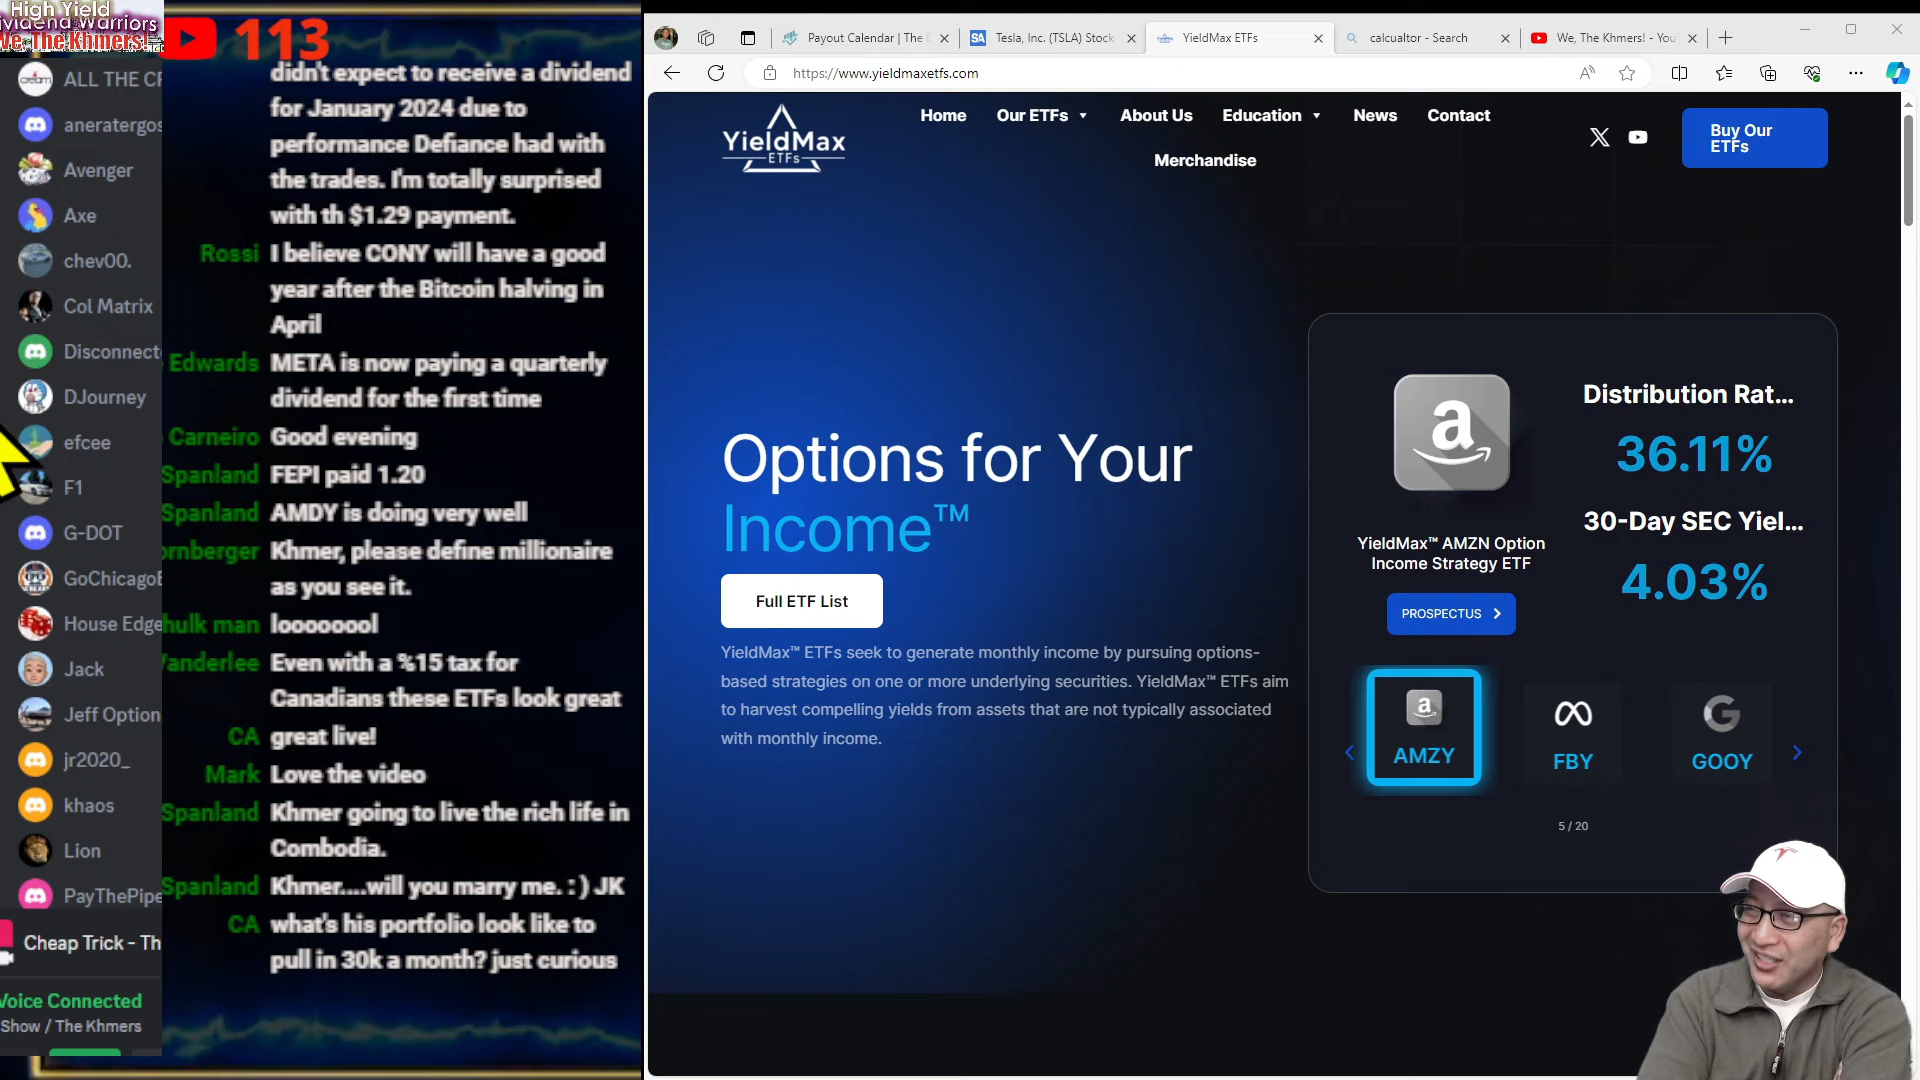 High Yield
Dividend Warriors
We, The Khmers!
113
ALL THE CR
aneratergos
Avenger
Axe
chev00.
Col Matrix
Disconnect
DJourney
efcee
F1
G-DOT
GoChicagoB
House Edge
Jack
Jeff Option
jr2020_
khaos
Lion
PayThePipe
Cheap Trick - Th
Voice Connected
Show / The Khmers
didn't expect to receive a dividend
for January 2024 due to
performance Defiance had with
the trades. I'm totally surprised
with th $1.29 payment.
Rossi I believe CONY will have a good
year after the Bitcoin halving in
April
Edwards META is now paying a quarterly
dividend for the first time
Carneiro Good evening
Spanland FEPI paid 1.20
Spanland AMDY is doing very well
ornberger Khmer, please define millionaire
as you see it.
hulk man looooooool
Vanderlee Even with a %15 tax for
Canadians these ETFs look great
CA great live!
Mark Love the video
Spanland Khmer going to live the rich life in
Combodia.
Spanland Khmer....will you marry me. : ) JK
CA what's his portfolio look like to
pull in 30k a month? just curious
Payout Calendar | The E
SA Tesla, Inc. (TSLA) Stock
YieldMax ETFs
calcualtor - Search
We, The Khmers! - You
https://www.yieldmaxetfs.com
YieldMax
ETFs
Home
Our ETFs
About Us
Education
News
Contact
Merchandise
Buy Our
ETFs
Options for Your
Income™
Full ETF List
YieldMax™ ETFs seek to generate monthly income by pursuing options-
based strategies on one or more underlying securities. YieldMax™ ETFs aim
to harvest compelling yields from assets that are not typically associated
with monthly income.
a
Distribution Rat...
36.11%
30-Day SEC Yiel...
4.03%
YieldMax™ AMZN Option
Income Strategy ETF
PROSPECTUS
a
AMZY
FBY
G
GOOY
5 / 20